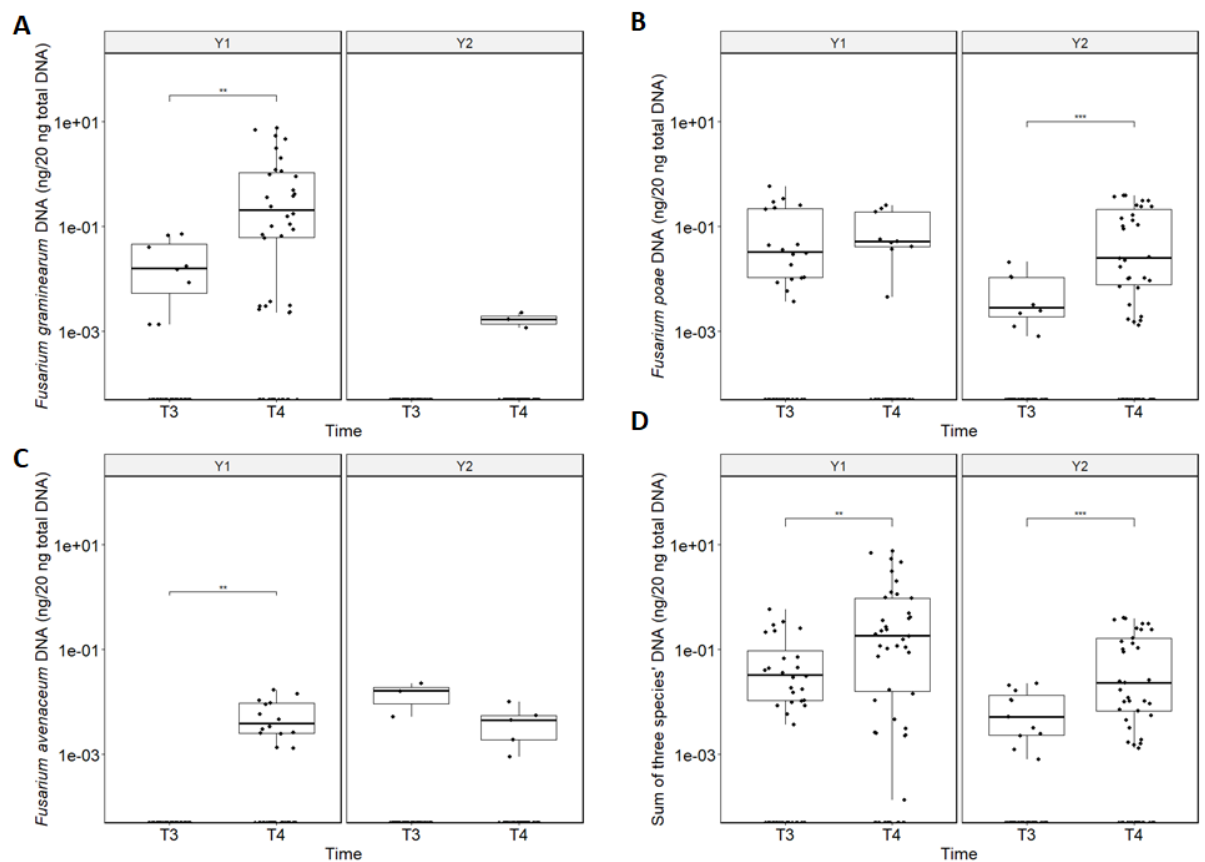 A
Y1
Y2
Fusarium graminearum DNA (ng/20 ng total DNA)
1e+01
1e-01
1e-03
**
T3
T4
T3
T4
Time
B
Y1
Y2
Fusarium poae DNA (ng/20 ng total DNA)
1e+01
1e-01
1e-03
***
T3
T4
T3
T4
Time
C
Y1
Y2
Fusarium avenaceum DNA (ng/20 ng total DNA)
1e+01
1e-01
1e-03
**
T3
T4
T3
T4
Time
D
Y1
Y2
Sum of three species' DNA (ng/20 ng total DNA)
1e+01
1e-01
1e-03
**
***
T3
T4
T3
T4
Time